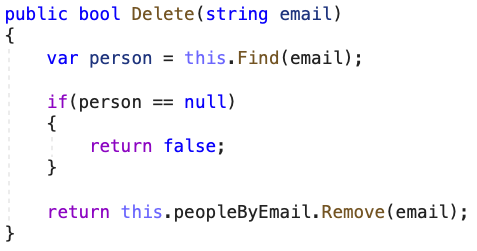 public bool Delete(string email)
{
    var person = this.Find(email);

    if(person == null)
    {
        return false;
    }

    return this.peopleByEmail.Remove(email);
}